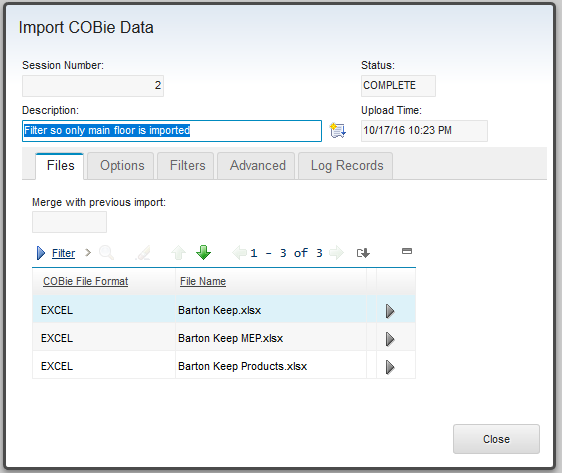 Import COBie Data
Session Number: Status:
2 COMPLETE
Description: Upload Time:
Filter so only main floor is imported 10/17/16 10:23 PM
Files Options Filters Advanced Log Records
Merge with previous import:
Filter 1 - 3 of 3
COBie File Format File Name
EXCEL Barton Keep.xlsx
EXCEL Barton Keep MEP.xlsx
EXCEL Barton Keep Products.xlsx
Close